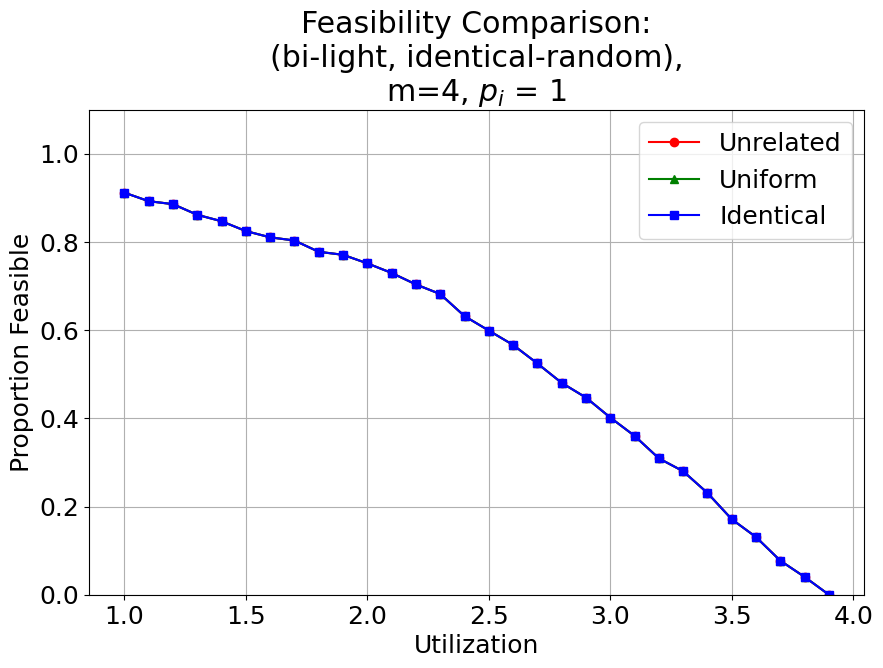 Feasibility Comparison:
(bi-light, identical-random),
m=4, $p_i$ = 1
Unrelated
Uniform
Identical
Proportion Feasible
1.0
0.8
0.6
0.4
0.2
0.0
1.0 1.5 2.0 2.5 3.0 3.5 4.0
Utilization